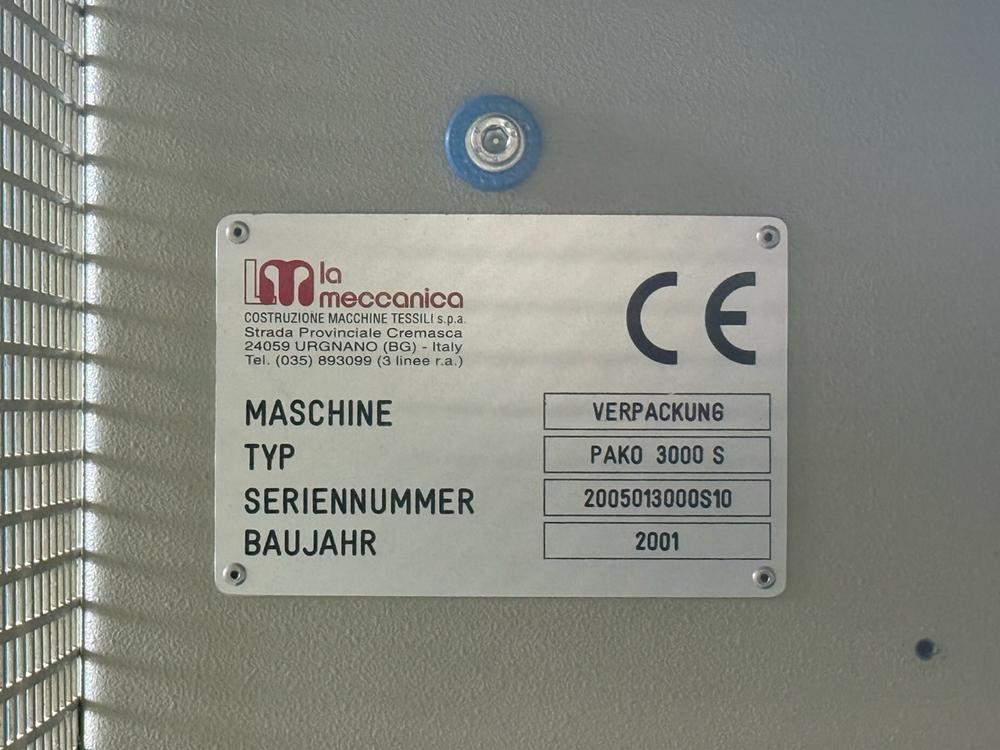 LM la
meccanica
COSTRUZIONE MACCHINE TESSILI s.p.a.
Strada Provinciale Cremasca
24059 URGNANO (BG) - Italy
Tel. (035) 893099 (3 linee r.a.)
CE
MASCHINE VERPACKUNG
TYP PAKO 3000 S
SERIENNUMMER 2005013000S10
BAUJAHR 2001